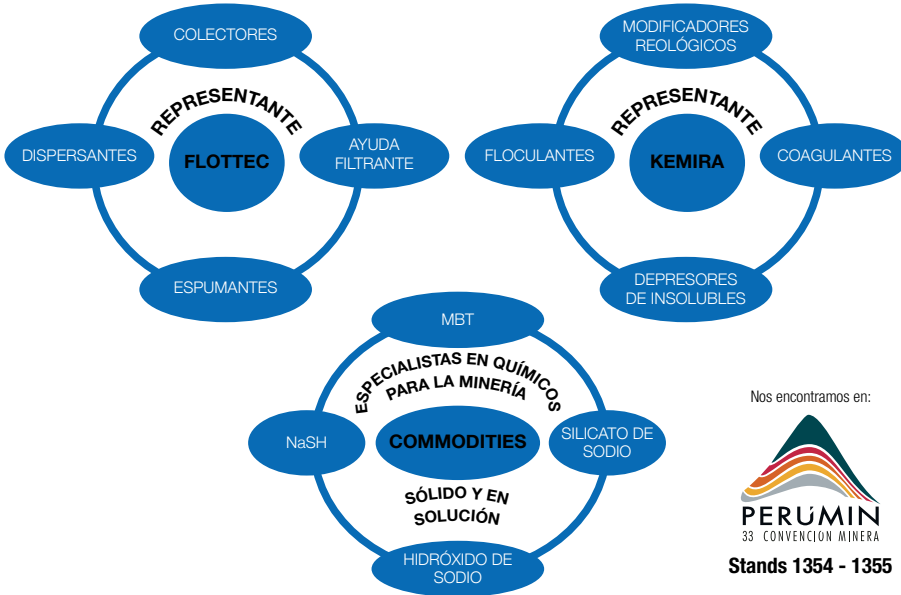 COLECTORES
REPRESENTANTE
DISPERSANTES
FLOTTEC
AYUDA
FILTRANTE
ESPUMANTES
MODIFICADORES
REOLÓGICOS
REPRESENTANTE
FLOCULANTES
KEMIRA
COAGULANTES
DEPRESORES
DE INSOLUBLES
MBT
ESPECIALISTAS EN QUÍMICOS
PARA LA MINERÍA
NaSH
COMMODITIES
SILICATO DE
SODIO
SÓLIDO Y EN
SOLUCIÓN
HIDRÓXIDO DE
SODIO
Nos encontramos en:
PERÚMIN
33 CONVENCIÓN MINERA
Stands 1354 - 1355